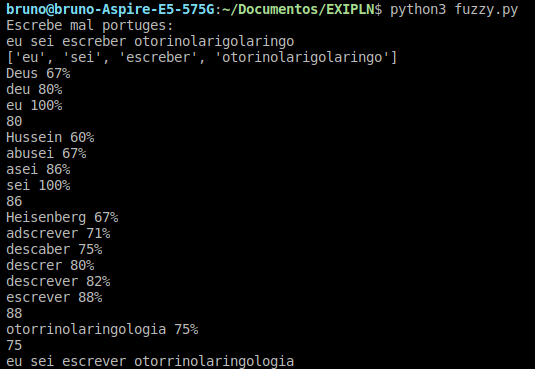 bruno@bruno-Aspire-E5-575G:~/Documentos/EXIPLN$ python3 fuzzy.py
Escrebe mal portuges:
eu sei escreber otorinolarigolaringo
['eu', 'sei', 'escreber', 'otorinolarigolaringo']
Deus 67%
deu 80%
eu 100%
80
Hussein 60%
abusei 67%
asei 86%
sei 100%
86
Heisenberg 67%
adscrever 71%
descaber 75%
descrer 80%
descrever 82%
escrever 88%
88
otorrinolaringologia 75%
75
eu sei escrever otorrinolaringologia